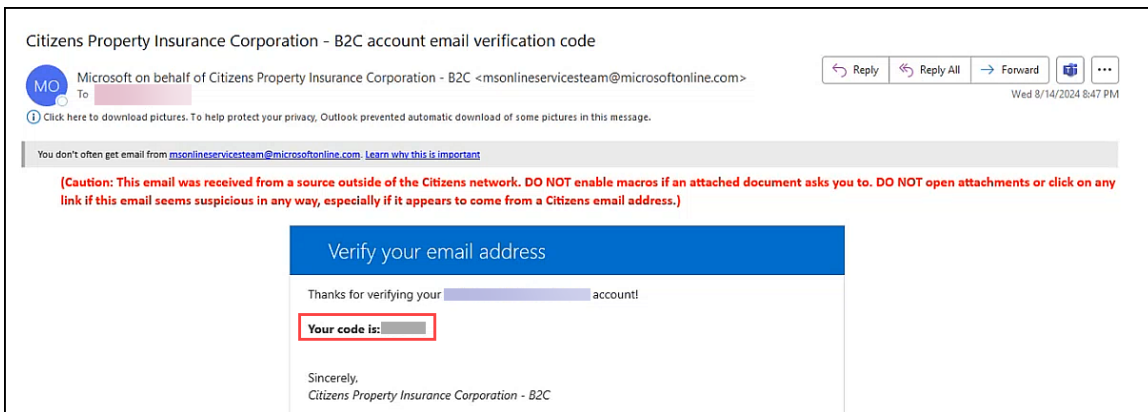 Citizens Property Insurance Corporation - B2C account email verification code
MO
Microsoft on behalf of Citizens Property Insurance Corporation - B2C <msonlineservicesteam@microsoftonline.com>
To
Reply
Reply All
Forward
Wed 8/14/2024 8:47 PM
Click here to download pictures. To help protect your privacy, Outlook prevented automatic download of some pictures in this message.
You don't often get email from msonlineservicesteam@microsoftonline.com. Learn why this is important
(Caution: This email was received from a source outside of the Citizens network. DO NOT enable macros if an attached document asks you to. DO NOT open attachments or click on any
link if this email seems suspicious in any way, especially if it appears to come from a Citizens email address.)
Verify your email address
Thanks for verifying your account!
Your code is:
Sincerely,
Citizens Property Insurance Corporation - B2C